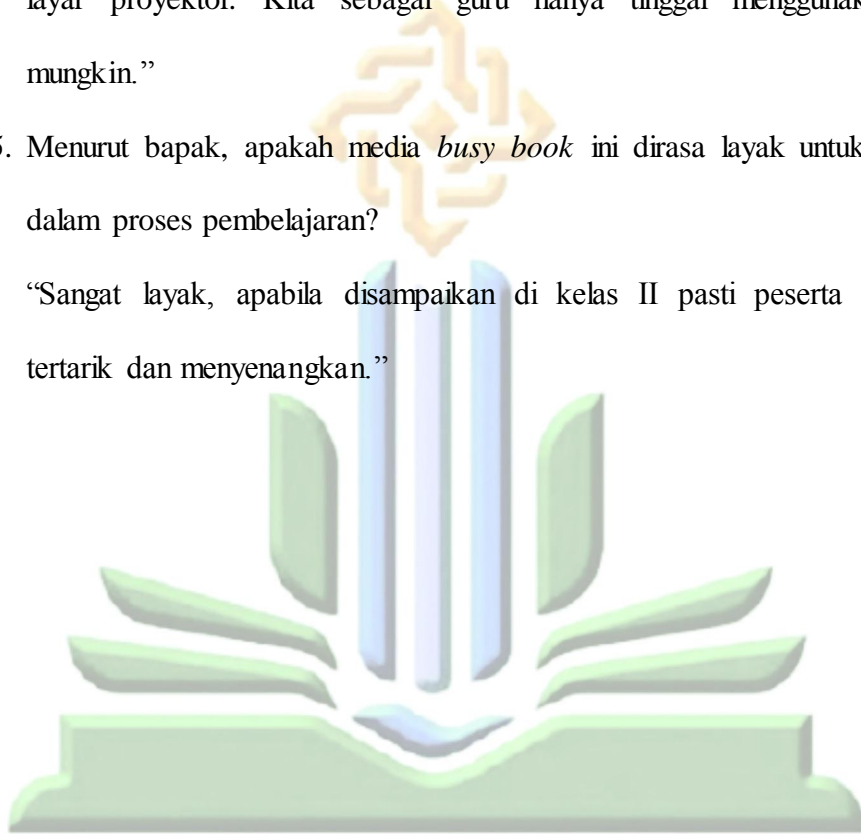 layar proyektor. Kita sebagai guru hanya tinggal menggunak
mungkin.”
5. Menurut bapak, apakah media busy book ini dirasa layak untuk
dalam proses pembelajaran?
“Sangat layak, apabila disampaikan di kelas II pasti peserta
tertarik dan menyenangkan.”